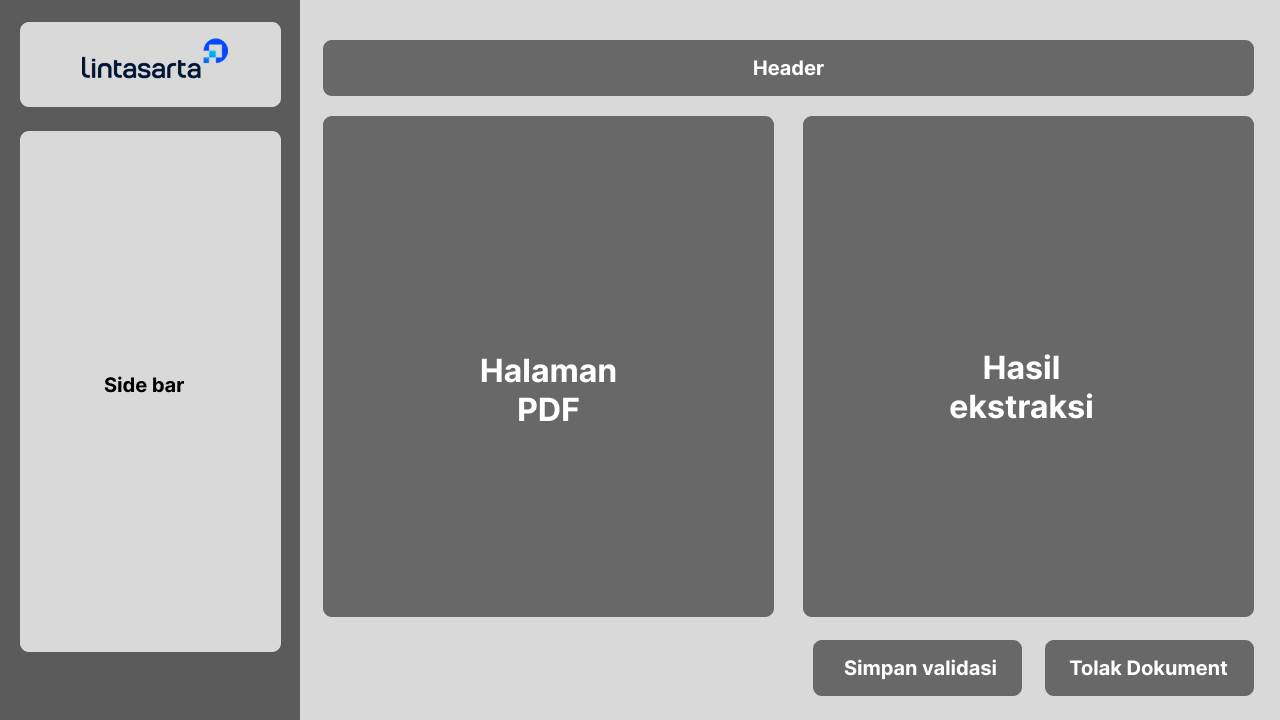 lintasarta
Side bar
Header
Halaman
PDF
Hasil
ekstraksi
Simpan validasi
Tolak Dokument